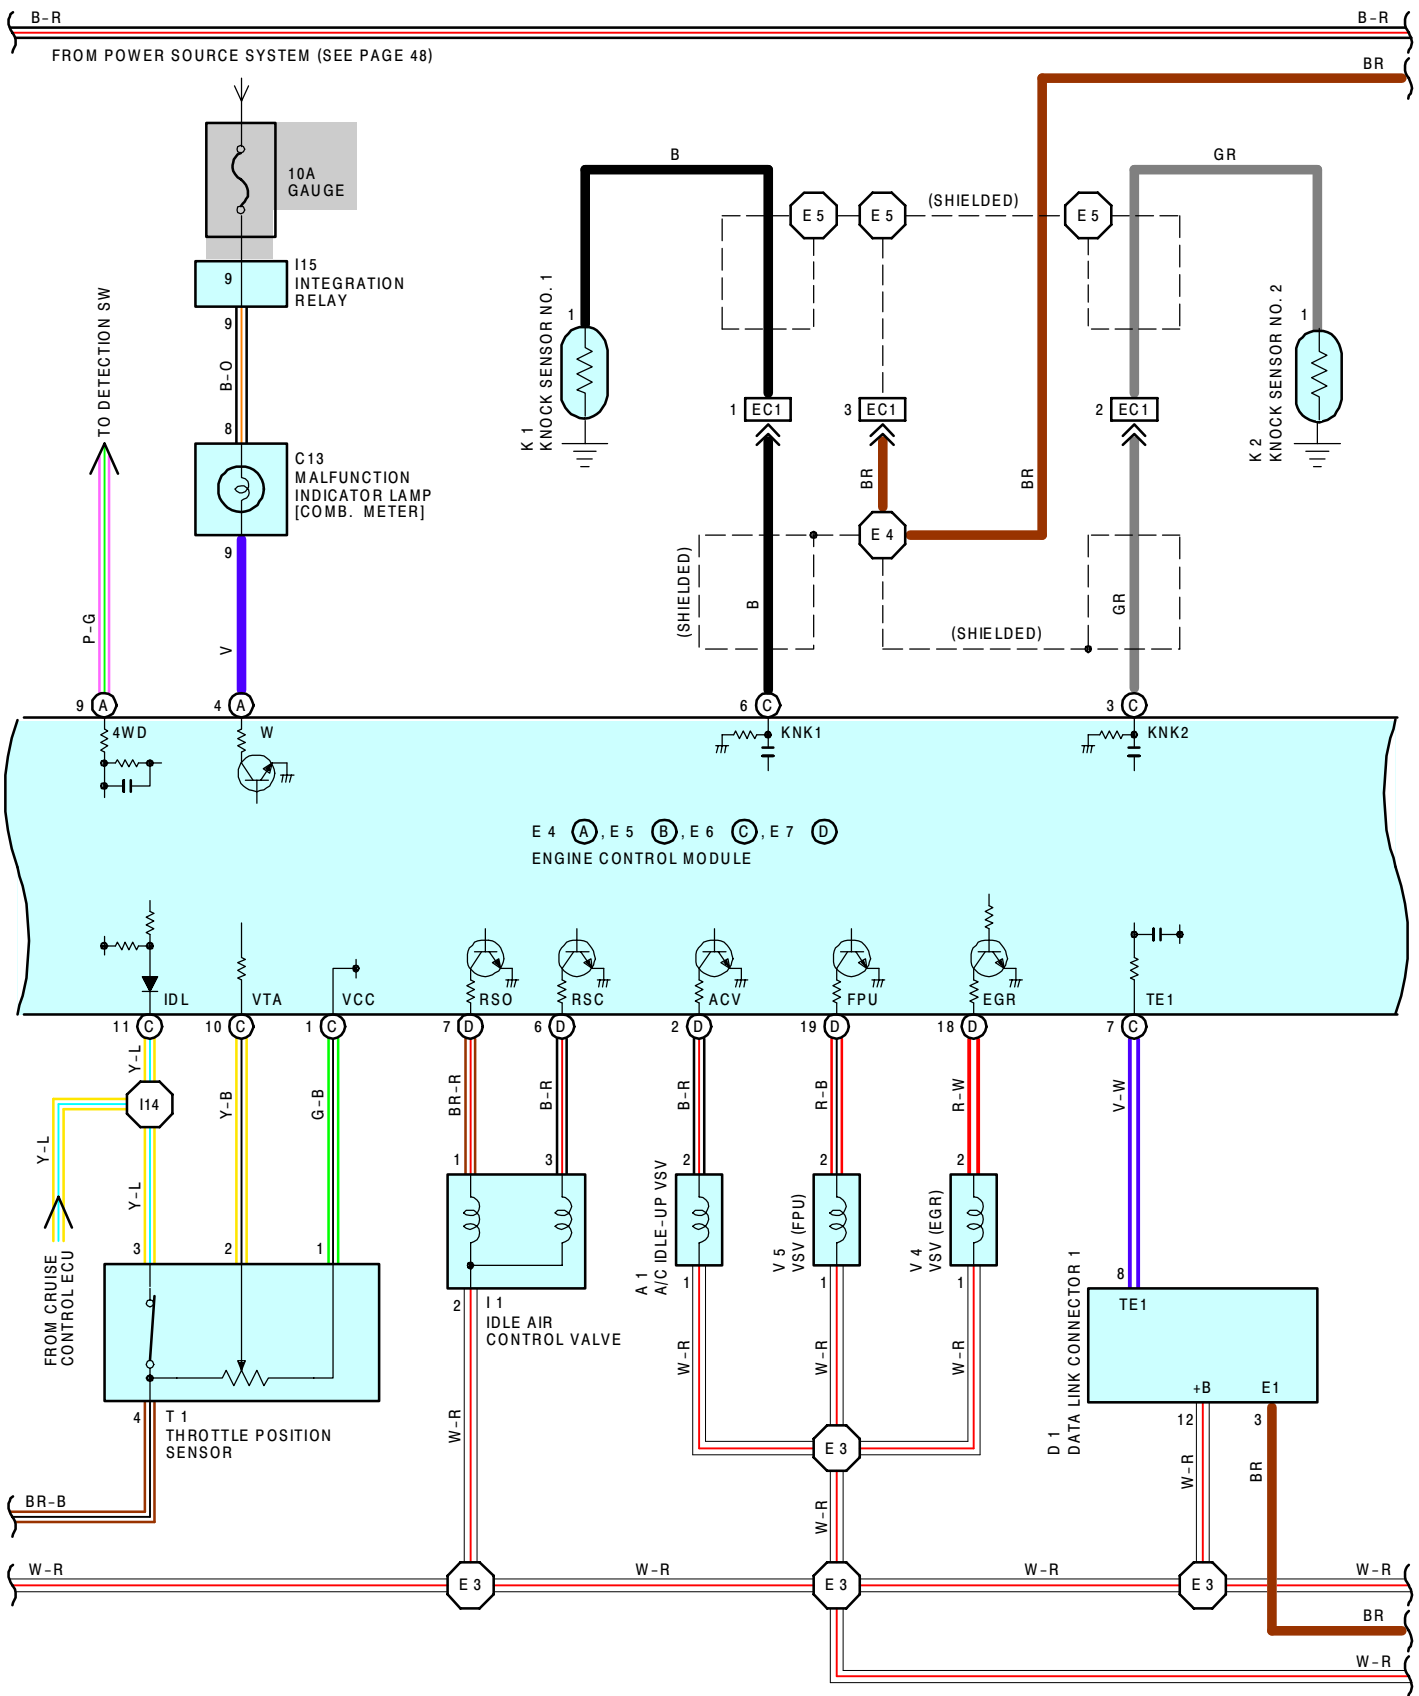 B-R
B-R
FROM POWER SOURCE SYSTEM (SEE PAGE 48)
BR
10A
GAUGE
B
GR
E 5
E 5
(SHIELDED)
E 5
9
I15
INTEGRATION
RELAY
9
B-O
8
TO DETECTION SW
1
K 1
KNOCK SENSOR NO. 1
1
K 2
KNOCK SENSOR NO. 2
1 EC1
3 EC1
2 EC1
C13
MALFUNCTION
INDICATOR LAMP
[COMB. METER]
BR
BR
9
E 4
P-G
V
(SHIELDED)
B
(SHIELDED)
GR
9 A
4 A
6 C
3 C
4WD
W
KNK1
KNK2
E 4 A , E 5 B , E 6 C , E 7 D
ENGINE CONTROL MODULE
IDL
VTA
VCC
RSO
RSC
ACV
FPU
EGR
TE1
11 C
10 C
1 C
7 D
6 D
2 D
19 D
18 D
7 C
Y-L
I14
Y-B
G-B
BR-R
B-R
B-R
R-B
R-W
V-W
Y-L
Y-L
1
3
2
2
2
3
2
1
FROM CRUISE
CONTROL ECU
A 1
A/C IDLE-UP VSV
V 5
VSV (FPU)
V 4
VSV (EGR)
1
1
1
8
TE1
2
I 1
IDLE AIR
CONTROL VALVE
W-R
W-R
W-R
D 1
DATA LINK CONNECTOR 1
+B
E1
4
T 1
THROTTLE POSITION
SENSOR
W-R
12
3
E 3
W-R
BR
BR-B
W-R
W-R
E 3
W-R
E 3
W-R
E 3
W-R
BR
W-R